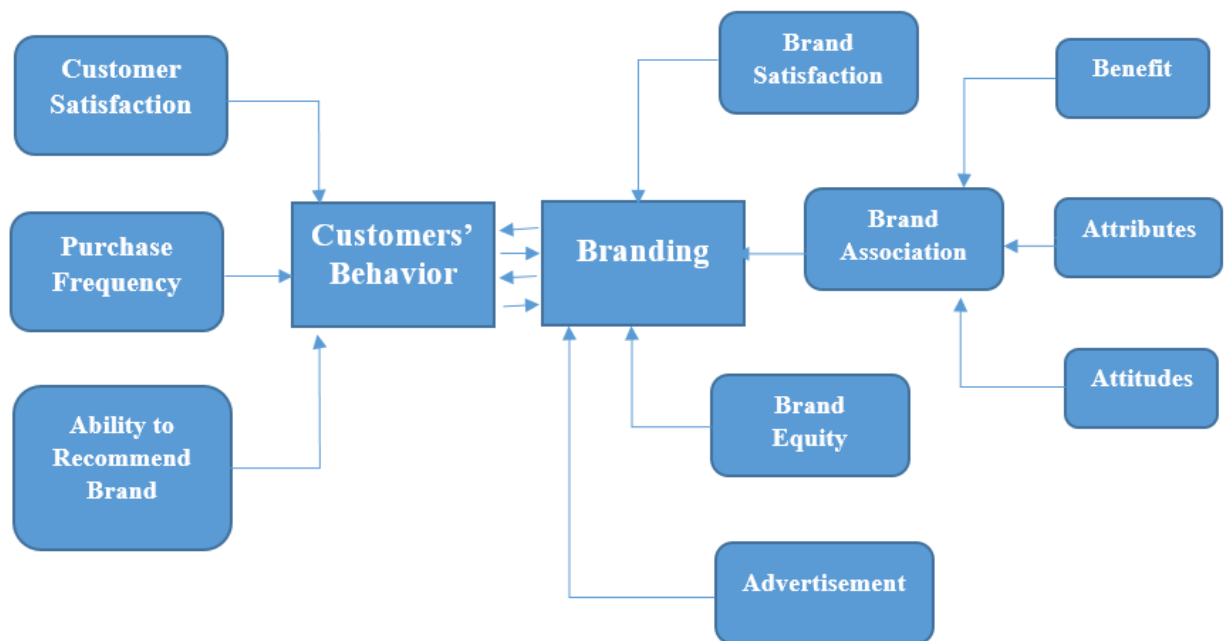 Customer
Satisfaction
Purchase
Frequency
Ability to
Recommend
Brand
Customers’
Behavior
Branding
Brand
Satisfaction
Brand
Association
Brand
Equity
Advertisement
Benefit
Attributes
Attitudes